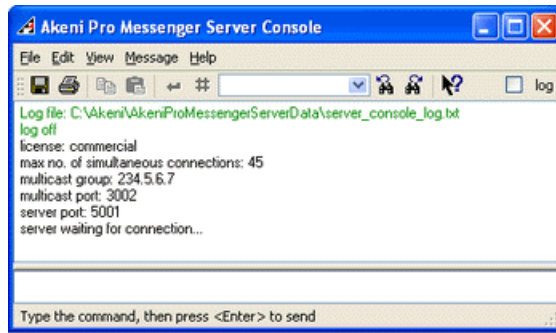 Akeni Pro Messenger Server Console
File Edit View Message Help
log
Log file: C:\Akeni\AkeniProMessengerServerData\server_console_log.txt
log off
license: commercial
max no. of simultaneous connections: 45
multicast group: 234.5.6.7
multicast port: 3002
server port: 5001
server waiting for connection...
Type the command, then press <Enter> to send